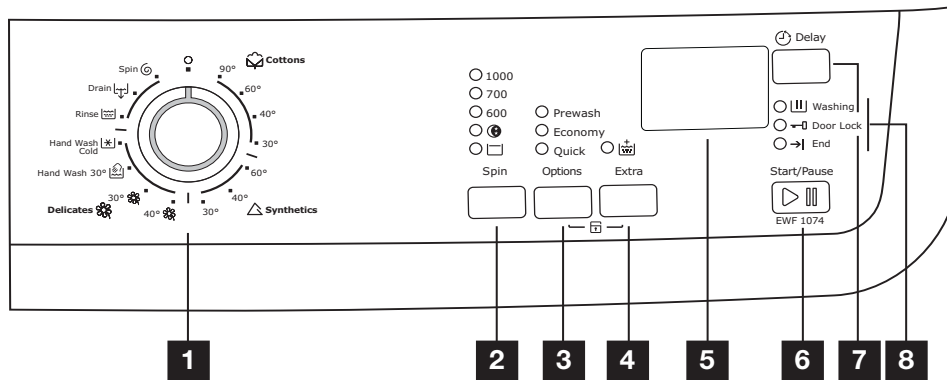 Spin
90°
Cottons
Drain
60°
Rinse
40°
Hand Wash
Cold
30°
Hand Wash 30°
60°
Delicates
30°
40°
40°
30°
Synthetics
1000
700
600
Prewash
Economy
Quick
Spin
Options
Extra
Delay
Washing
Door Lock
End
Start/Pause
EWF 1074
1
2
3
4
5
6
7
8